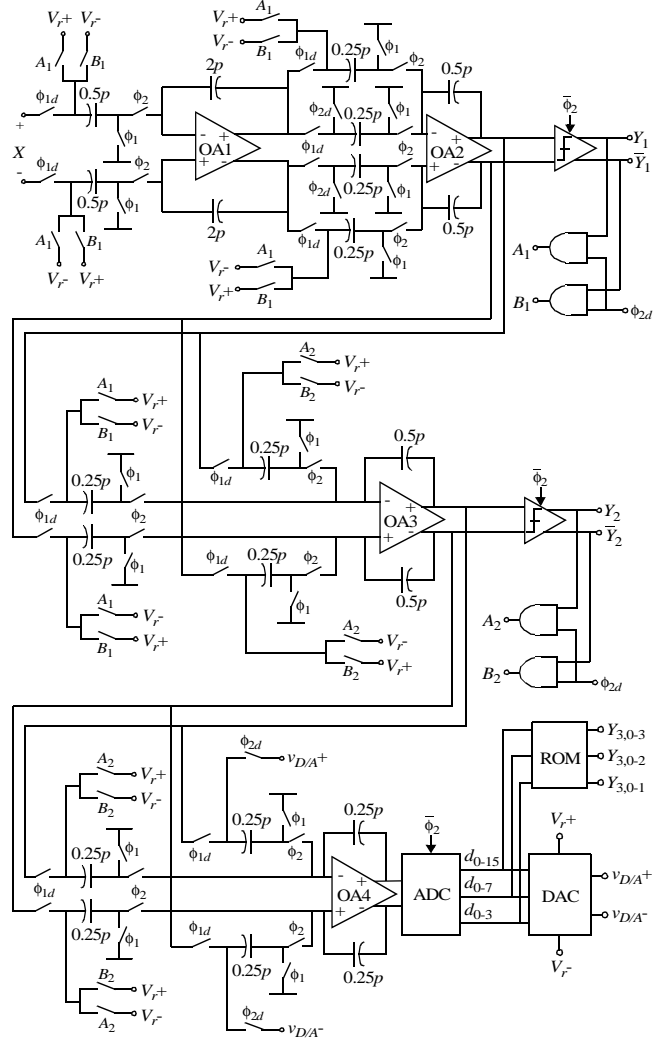 Vr+ Vr-
A1 B1
ϕ1d 0.5p ϕ2
+
ϕ1
X
ϕ1d ϕ2
-
0.5p ϕ1
A1 B1
Vr- Vr+
2p
OA1
- +
+ -
2p
Vr+ A1
Vr- B1
ϕ1d 0.25p ϕ1 ϕ2
ϕ2d 0.25p ϕ1
ϕ1d 0.25p ϕ2
ϕ1d ϕ2
ϕ2d 0.25p ϕ1
ϕ1d 0.25p ϕ2
ϕ1
Vr- A1
Vr+ B1
0.5p
OA2
- +
+ -
0.5p
ϕ̅2
Y1
Y̅1
A1
B1
ϕ2d
A1 Vr+
B1 Vr-
0.25p ϕ1
ϕ1d ϕ2
0.25p ϕ1
A1 Vr-
B1 Vr+
A2 Vr+
B2 Vr-
ϕ1
ϕ1d 0.25p ϕ2
0.25p
ϕ1d ϕ2
ϕ1
A2 Vr-
B2 Vr+
0.5p
OA3
- +
+ -
0.5p
ϕ̅2
Y2
Y̅2
A2
B2
ϕ2d
A2 Vr+
B2 Vr-
0.25p ϕ1
ϕ1d ϕ2
0.25p ϕ1
B2 Vr+
A2 Vr-
ϕ2d vD/A+
ϕ1
0.25p
ϕ1d ϕ2
ϕ1d ϕ2
0.25p ϕ1
ϕ2d vD/A-
0.25p
OA4
- +
+ -
0.25p
ϕ̅2
ADC
d0-15
d0-7
d0-3
ROM
Y3,0-3
Y3,0-2
Y3,0-1
Vr+
DAC
vD/A+
vD/A-
Vr-